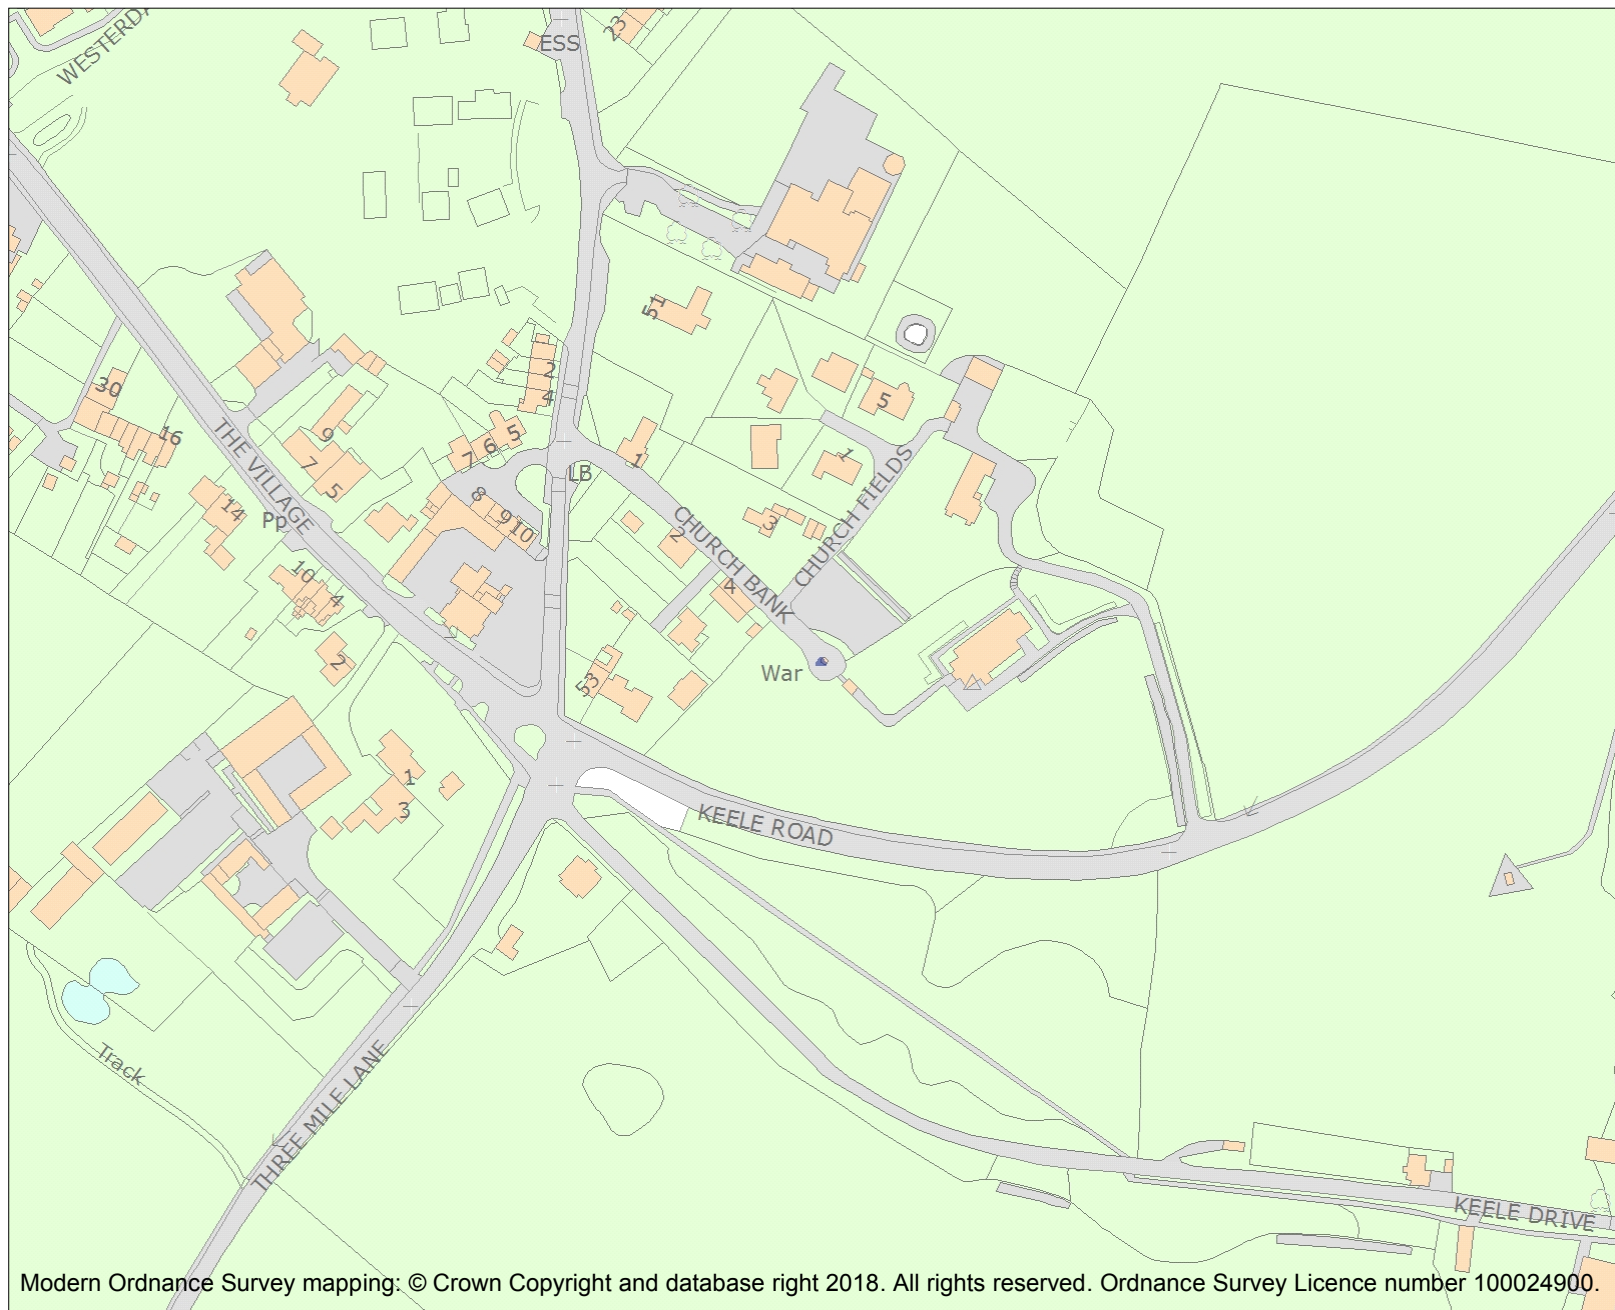 WESTERDA
ESS
23
51
30
16
2
4
5
6
7
1
5
1
9
7
5
LB
8
9
10
THE VILLAGE
14
Pp
CHURCH FIELDS
3
CHURCH BANK
2
4
10
4
2
War
53
1
3
KEELE ROAD
Track
THREE MILE LANE
KEELE DRIVE
Modern Ordnance Survey mapping: © Crown Copyright and database right 2018. All rights reserved. Ordnance Survey Licence number 100024900.